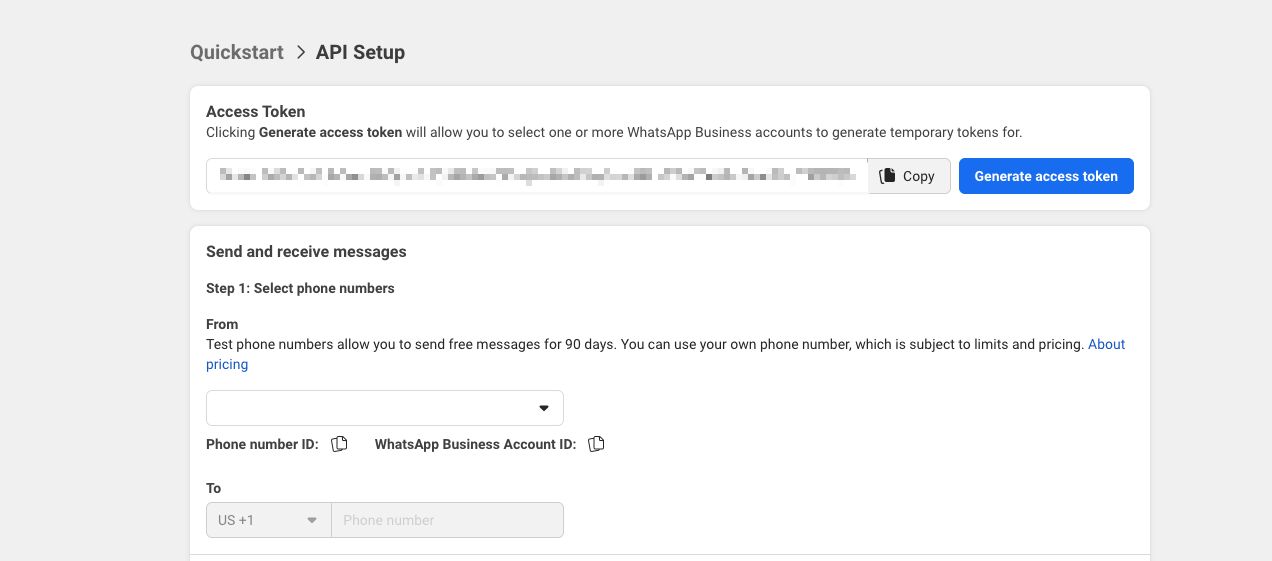 Quickstart > API Setup
Access Token
Clicking Generate access token will allow you to select one or more WhatsApp Business accounts to generate temporary tokens for.
Copy
Generate access token
Send and receive messages
Step 1: Select phone numbers
From
Test phone numbers allow you to send free messages for 90 days. You can use your own phone number, which is subject to limits and pricing. About
pricing
Phone number ID: WhatsApp Business Account ID:
To
US +1 Phone number